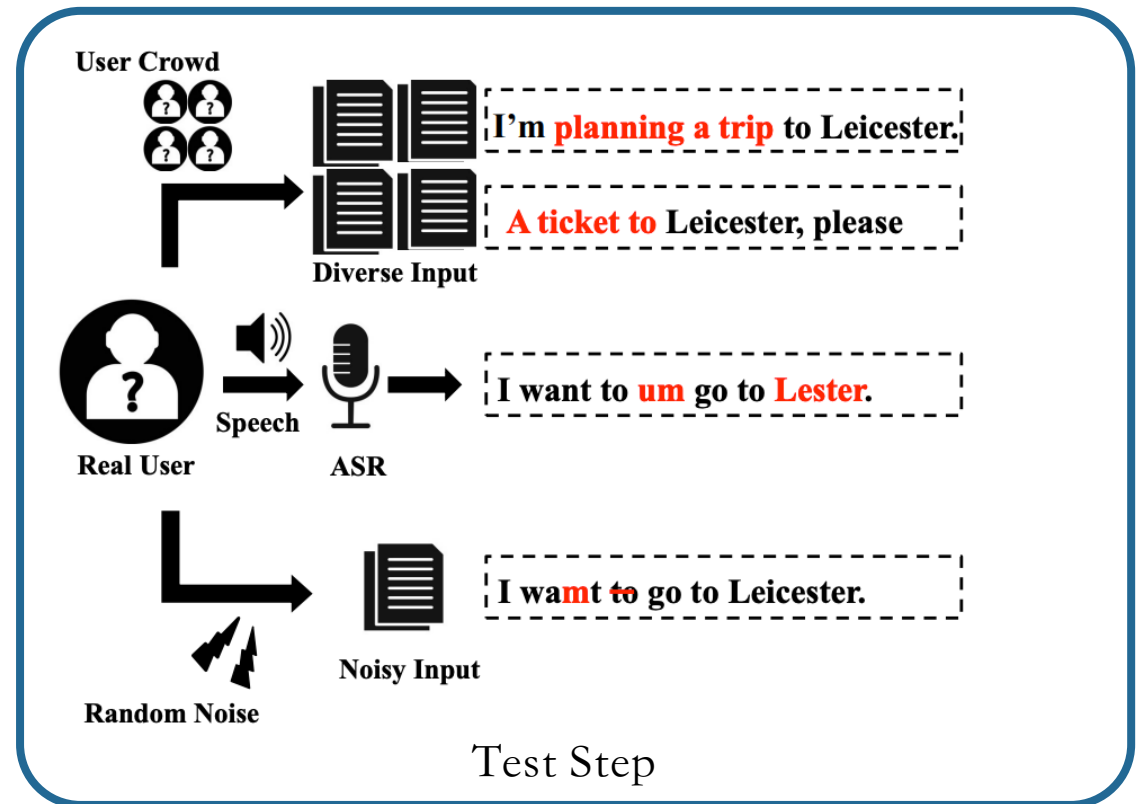 User Crowd
I'm planning a trip to Leicester.
A ticket to Leicester, please
Diverse Input
I want to um go to Lester.
Speech
Real User
ASR
I wamt to go to Leicester.
Noisy Input
Random Noise
Test Step